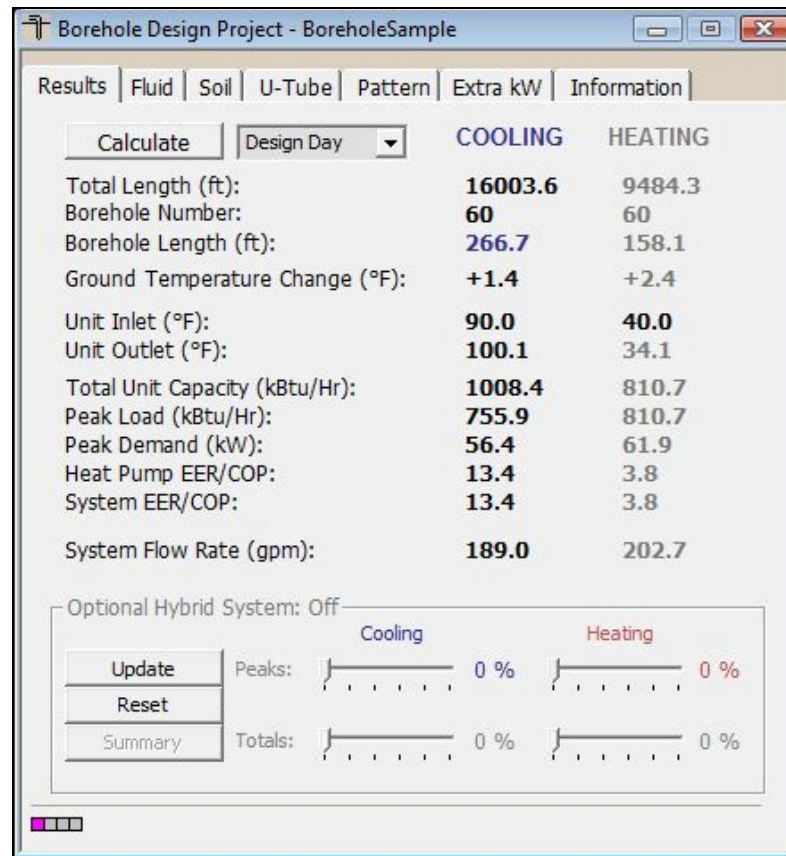 Borehole Design Project - BoreholeSample
Results Fluid Soil U-Tube Pattern Extra kW Information
Calculate Design Day COOLING HEATING
Total Length (ft): 16003.6 9484.3
Borehole Number: 60 60
Borehole Length (ft): 266.7 158.1
Ground Temperature Change (°F): +1.4 +2.4
Unit Inlet (°F): 90.0 40.0
Unit Outlet (°F): 100.1 34.1
Total Unit Capacity (kBtu/Hr): 1008.4 810.7
Peak Load (kBtu/Hr): 755.9 810.7
Peak Demand (kW): 56.4 61.9
Heat Pump EER/COP: 13.4 3.8
System EER/COP: 13.4 3.8
System Flow Rate (gpm): 189.0 202.7
Optional Hybrid System: Off
Cooling Heating
Update Peaks: 0 % 0 %
Reset
Summary Totals: 0 % 0 %